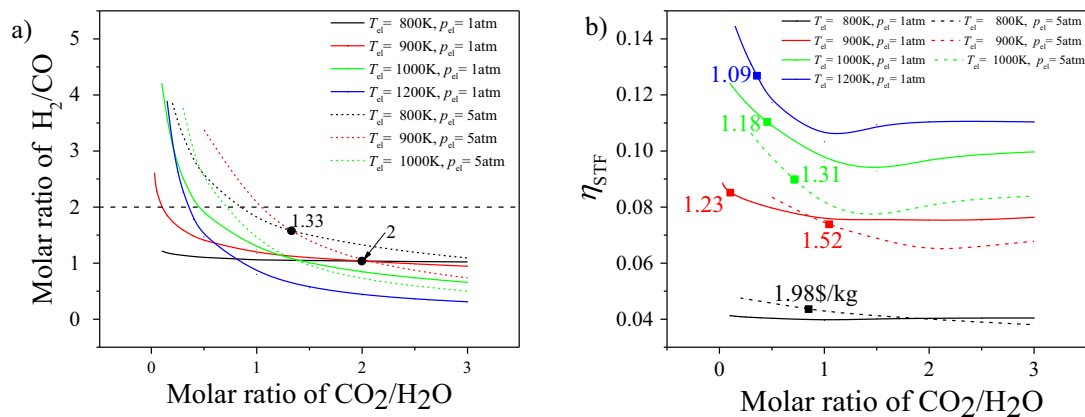 a)
Molar ratio of H2/CO
5
4
3
2
1
0
T_el= 800K, p_el= 1atm
T_el= 900K, p_el= 1atm
T_el= 1000K, p_el= 1atm
T_el= 1200K, p_el= 1atm
T_el= 800K, p_el= 5atm
T_el= 900K, p_el= 5atm
T_el= 1000K, p_el= 5atm
1.33
2
0 1 2 3
Molar ratio of CO2/H2O
b)
η_STF
0.14
0.12
0.10
0.08
0.06
0.04
T_el= 800K, p_el= 1atm T_el= 800K, p_el= 5atm
T_el= 900K, p_el= 1atm T_el= 900K, p_el= 5atm
T_el= 1000K, p_el= 1atm T_el= 1000K, p_el= 5atm
T_el= 1200K, p_el= 1atm
1.09
1.18
1.31
1.23
1.52
1.98$/kg
0 1 2 3
Molar ratio of CO2/H2O